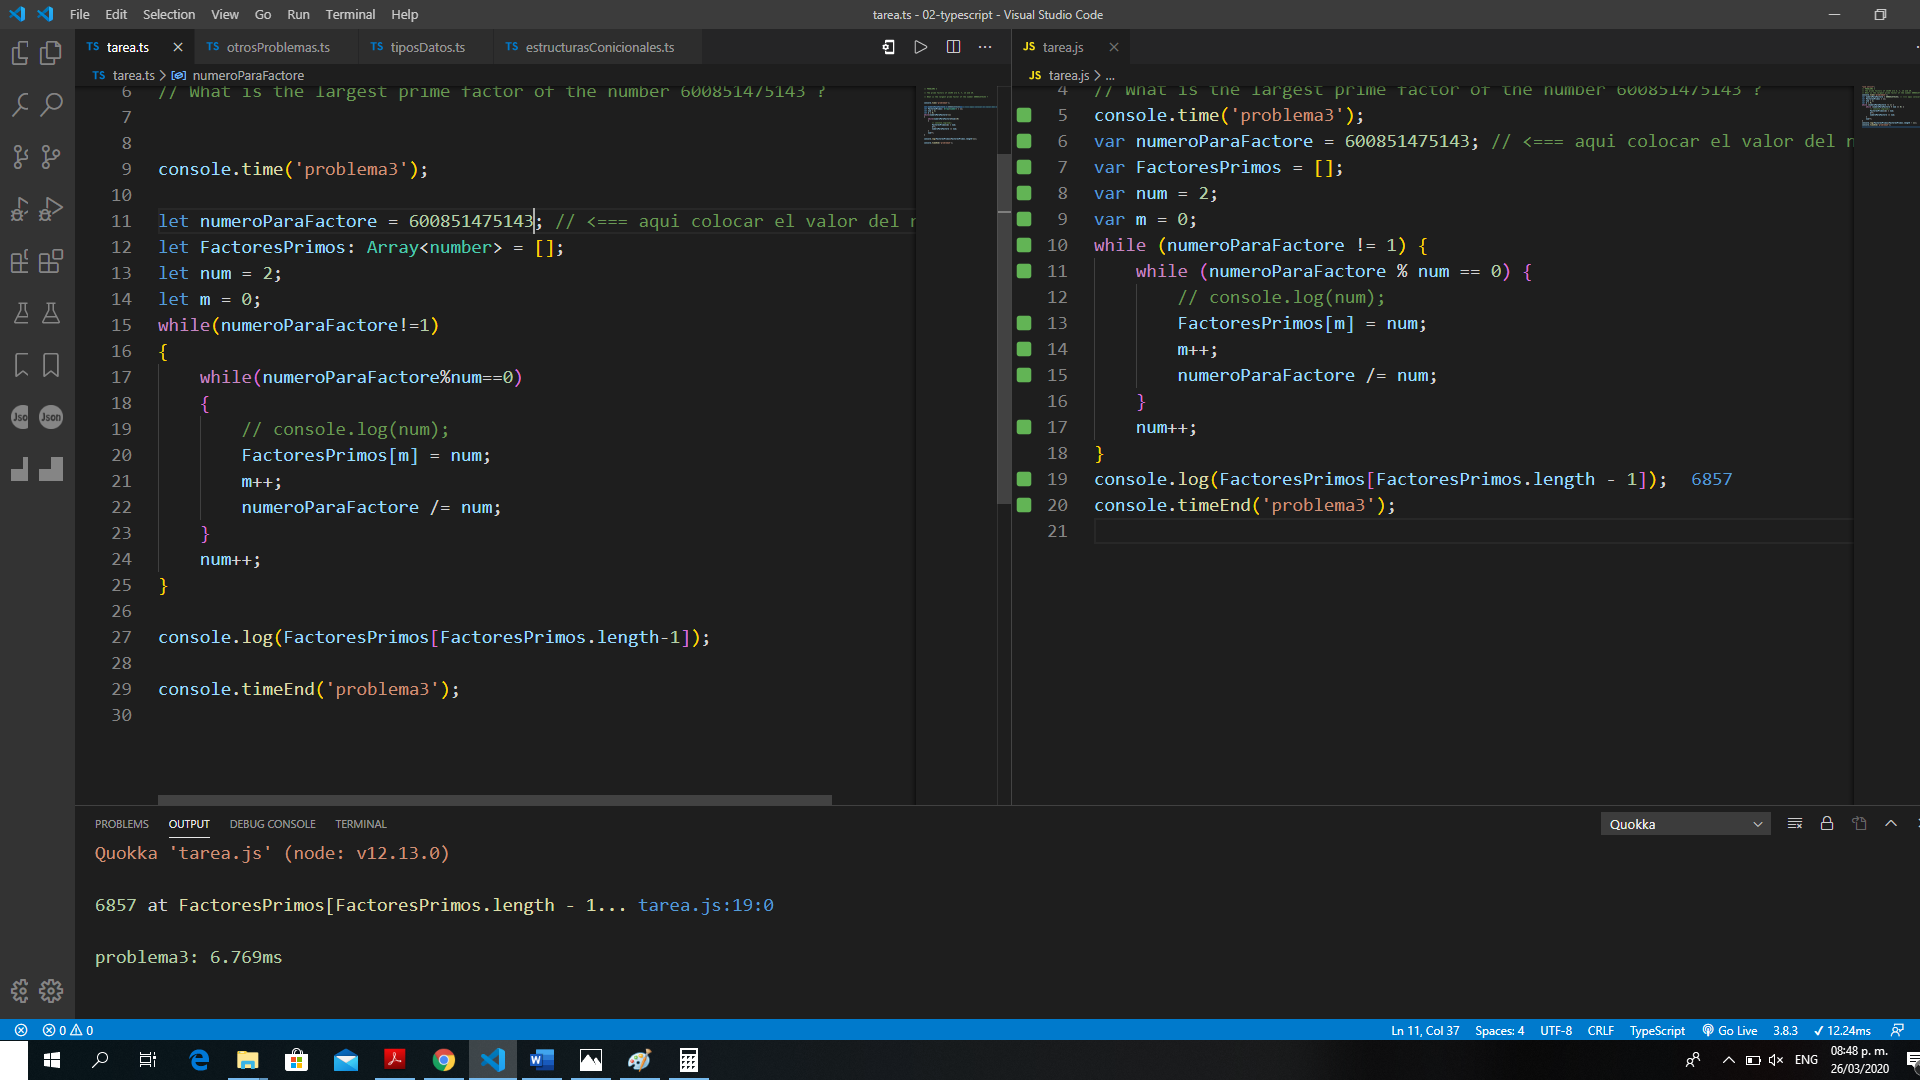 File Edit Selection View Go Run Terminal Help
tarea.ts - 02-typescript - Visual Studio Code
TS tarea.ts × TS otrosProblemas.ts TS tiposDatos.ts TS estructurasConicionales.ts
TS tarea.ts > numeroParaFactore
6 // What is the largest prime factor of the number 600851475143 ?
7
8
9 console.time('problema3');
10
11 let numeroParaFactore = 600851475143; // <=== aqui colocar el valor del
12 let FactoresPrimos: Array<number> = [];
13 let num = 2;
14 let m = 0;
15 while(numeroParaFactore!=1)
16 {
17 while(numeroParaFactore%num==0)
18 {
19 // console.log(num);
20 FactoresPrimos[m] = num;
21 m++;
22 numeroParaFactore /= num;
23 }
24 num++;
25 }
26
27 console.log(FactoresPrimos[FactoresPrimos.length-1]);
28
29 console.timeEnd('problema3');
30
JS tarea.js ×
JS tarea.js > ...
4 // What is the largest prime factor of the number 600851475143 ?
5 console.time('problema3');
6 var numeroParaFactore = 600851475143; // <=== aqui colocar el valor del
7 var FactoresPrimos = [];
8 var num = 2;
9 var m = 0;
10 while (numeroParaFactore != 1) {
11 while (numeroParaFactore % num == 0) {
12 // console.log(num);
13 FactoresPrimos[m] = num;
14 m++;
15 numeroParaFactore /= num;
16 }
17 num++;
18 }
19 console.log(FactoresPrimos[FactoresPrimos.length - 1]); 6857
20 console.timeEnd('problema3');
21
Json
PROBLEMS OUTPUT DEBUG CONSOLE TERMINAL
Quokka
Quokka 'tarea.js' (node: v12.13.0)
6857 at FactoresPrimos[FactoresPrimos.length - 1... tarea.js:19:0
problema3: 6.769ms
0 0
Ln 11, Col 37 Spaces: 4 UTF-8 CRLF TypeScript Go Live 3.8.3 ✓ 12.24ms
ENG
08:48 p. m.
26/03/2020